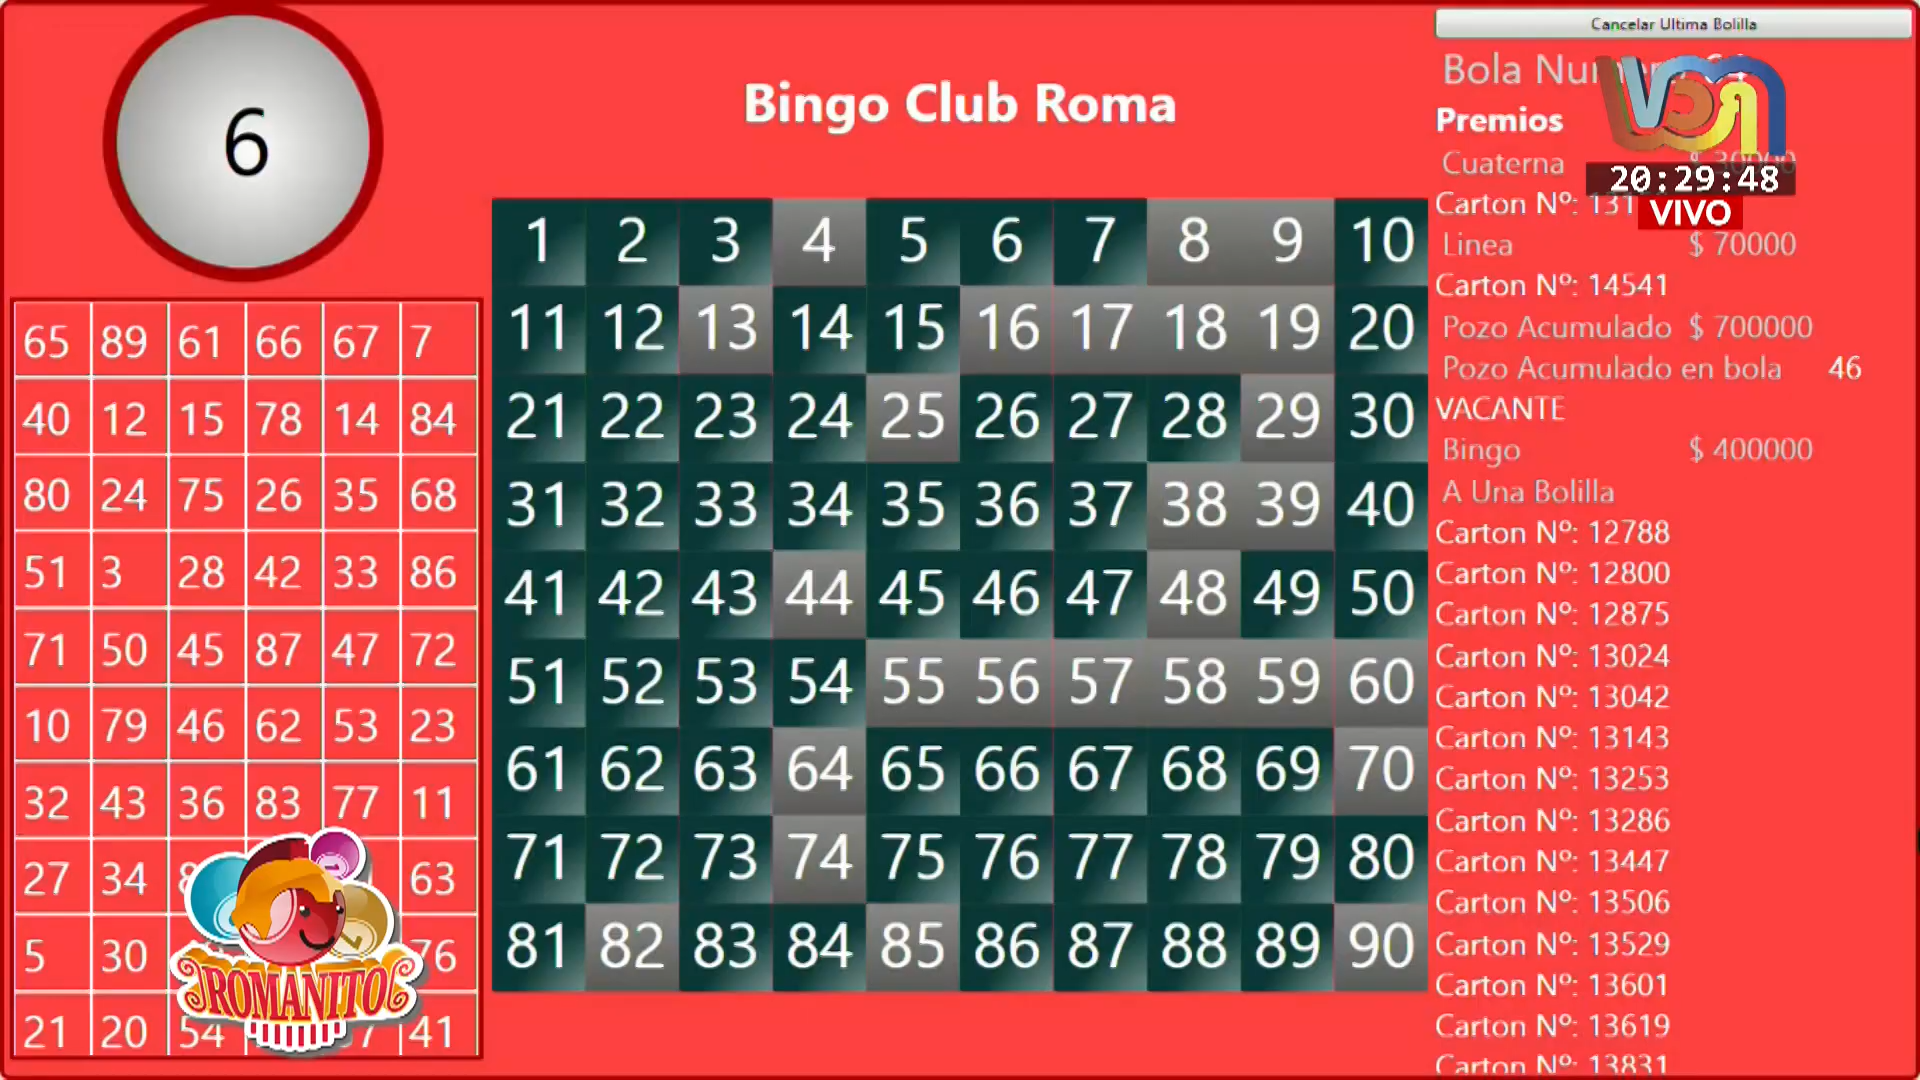 Cancelar Ultima Bolilla
6
Bingo Club Roma
Bola
Premios
Cuaterna $ 30000
20:29:48
VIVO
Carton Nº:
Linea $ 70000
Carton Nº: 14541
Pozo Acumulado $ 700000
Pozo Acumulado en bola 46
VACANTE
Bingo $ 400000
A Una Bolilla
Carton Nº: 12788
Carton Nº: 12800
Carton Nº: 12875
Carton Nº: 13024
Carton Nº: 13042
Carton Nº: 13143
Carton Nº: 13253
Carton Nº: 13286
Carton Nº: 13447
Carton Nº: 13506
Carton Nº: 13529
Carton Nº: 13601
Carton Nº: 13619
Carton Nº: 13831
1 2 3 4 5 6 7 8 9 10
11 12 13 14 15 16 17 18 19 20
21 22 23 24 25 26 27 28 29 30
31 32 33 34 35 36 37 38 39 40
41 42 43 44 45 46 47 48 49 50
51 52 53 54 55 56 57 58 59 60
61 62 63 64 65 66 67 68 69 70
71 72 73 74 75 76 77 78 79 80
81 82 83 84 85 86 87 88 89 90
65 89 61 66 67 7
40 12 15 78 14 84
80 24 75 26 35 68
51 3 28 42 33 86
71 50 45 87 47 72
10 79 46 62 53 23
32 43 36 83 77 11
27 34 63
5 30 76
21 20 54 41
ROMANITO